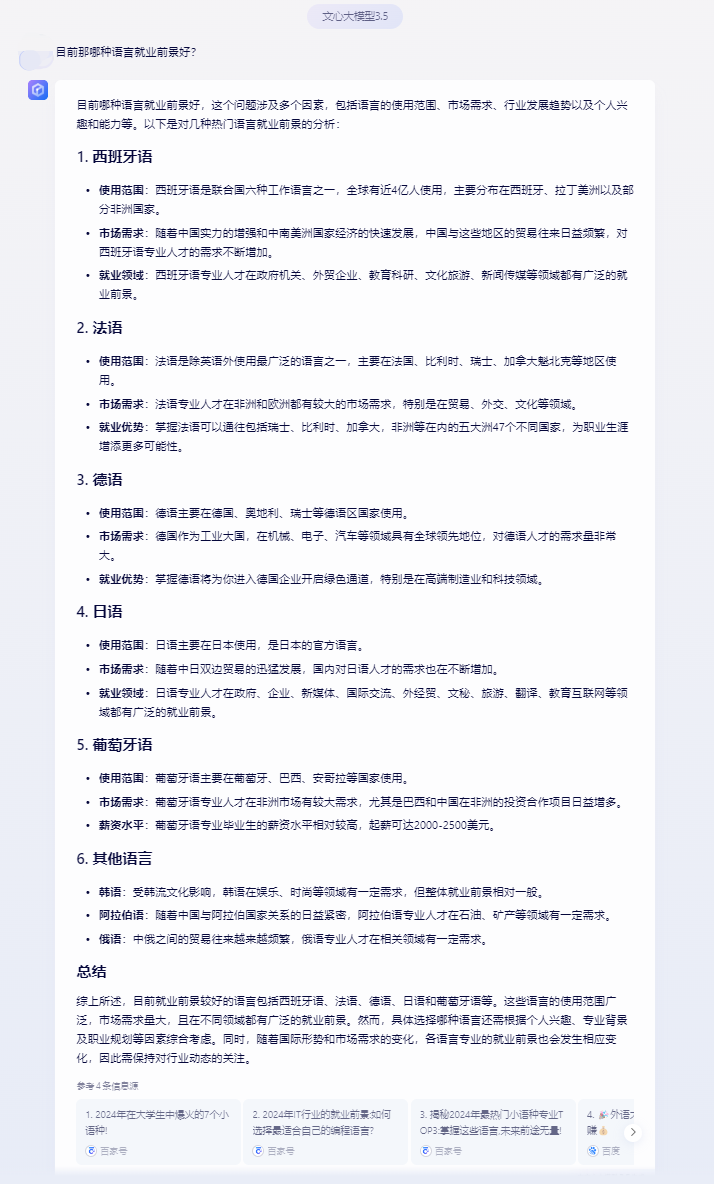 文心大模型3.5
目前那哪种语言就业前景好？
目前哪种语言就业前景好，这个问题涉及多个因素，包括语言的使用范围、市场需求、行业发展趋势以及个人兴
趣和能力等。以下是对几种热门语言就业前景的分析：
1. 西班牙语
• 使用范围：西班牙语是联合国六种工作语言之一，全球有近4亿人使用，主要分布在西班牙、拉丁美洲以及部
分非洲国家。
• 市场需求：随着中国实力的增强和中南美洲国家经济的快速发展，中国与这些地区的贸易往来日益频繁，对
西班牙语专业人才的需求不断增加。
• 就业领域：西班牙语专业人才在政府机关、外贸企业、教育科研、文化旅游、新闻传媒等领域都有广泛的就
业前景。
2. 法语
• 使用范围：法语是除英语外使用最广泛的语言之一，主要在法国、比利时、瑞士、加拿大魁北克等地区使
用。
• 市场需求：法语专业人才在非洲和欧洲都有较大的市场需求，特别是在贸易、外交、文化等领域。
• 就业优势：掌握法语可以通往包括瑞士、比利时、加拿大，非洲等在内的五大洲47个不同国家，为职业生涯
增添更多可能性。
3. 德语
• 使用范围：德语主要在德国、奥地利、瑞士等德语区国家使用。
• 市场需求：德国作为工业大国，在机械、电子、汽车等领域具有全球领先地位，对德语人才的需求量非常
大。
• 就业优势：掌握德语将为你进入德国企业开启绿色通道，特别是在高端制造业和科技领域。
4. 日语
• 使用范围：日语主要在日本使用，是日本的官方语言。
• 市场需求：随着中日双边贸易的迅猛发展，国内对日语人才的需求也在不断增加。
• 就业领域：日语专业人才在政府、企业、新媒体、国际交流、外经贸、文秘、旅游、翻译、教育互联网等领
域都有广泛的就业前景。
5. 葡萄牙语
• 使用范围：葡萄牙语主要在葡萄牙、巴西、安哥拉等国家使用。
• 市场需求：葡萄牙语专业人才在非洲市场有较大需求，尤其是巴西和中国在非洲的投资合作项目日益增多。
• 薪资水平：葡萄牙语专业毕业生的薪资水平相对较高，起薪可达2000-2500美元。
6. 其他语言
• 韩语：受韩流文化影响，韩语在娱乐、时尚等领域有一定需求，但整体就业前景相对一般。
• 阿拉伯语：随着中国与阿拉伯国家关系的日益紧密，阿拉伯语专业人才在石油、矿产等领域有一定需求。
• 俄语：中俄之间的贸易往来越来越频繁，俄语专业人才在相关领域有一定需求。
总结
综上所述，目前就业前景较好的语言包括西班牙语、法语、德语、日语和葡萄牙语等。这些语言的使用范围广
泛，市场需求量大，且在不同领域都有广泛的就业前景。然而，具体选择哪种语言还需根据个人兴趣、专业背景
及职业规划等因素综合考虑。同时，随着国际形势和市场需求的变化，各语言专业的就业前景也会发生相应变
化，因此需保持对行业动态的关注。
参考4条信息源
1. 2024年在大学生中爆火的7个小
语种!
百家号
2. 2024年IT行业的就业前景:如何
选择最适合自己的编程语言?
百家号
3. 揭秘2024年最热门小语种专业T
OP3:掌握这些语言,未来前途无量!
百家号
4. 🎉外语大
赚👍
百度